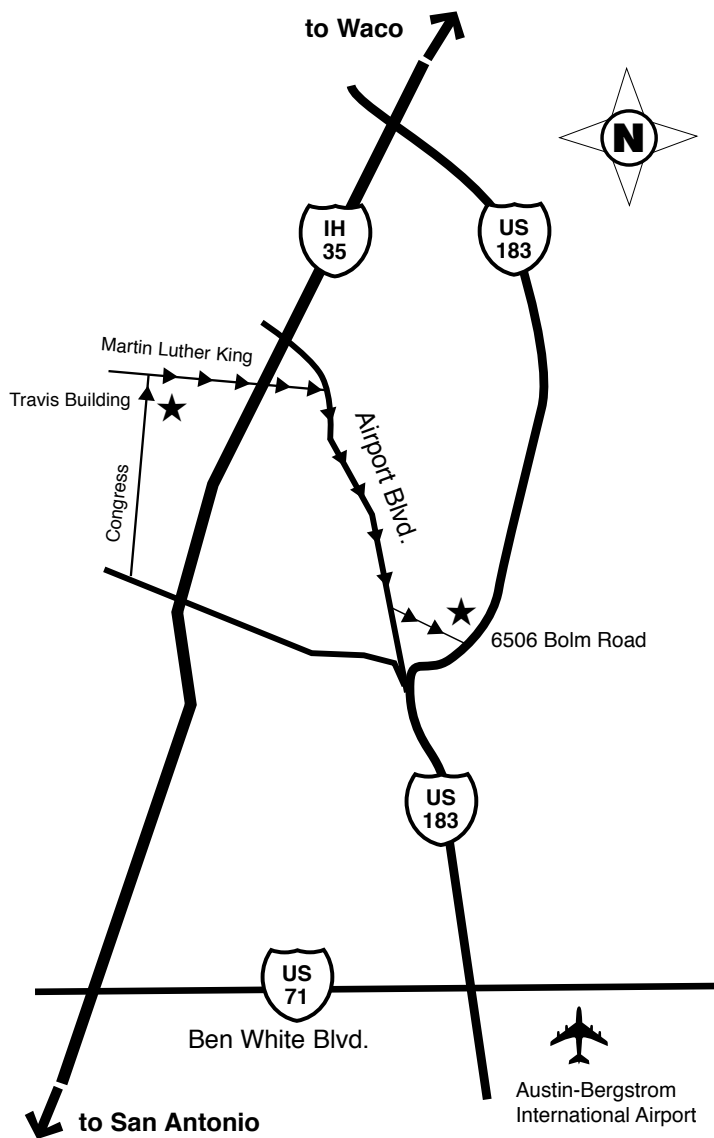 to Waco
N
IH
35
US
183
Martin Luther King
Travis Building
Airport Blvd.
Congress
6506 Bolm Road
US
183
US
71
Ben White Blvd.
Austin-Bergstrom
International Airport
to San Antonio